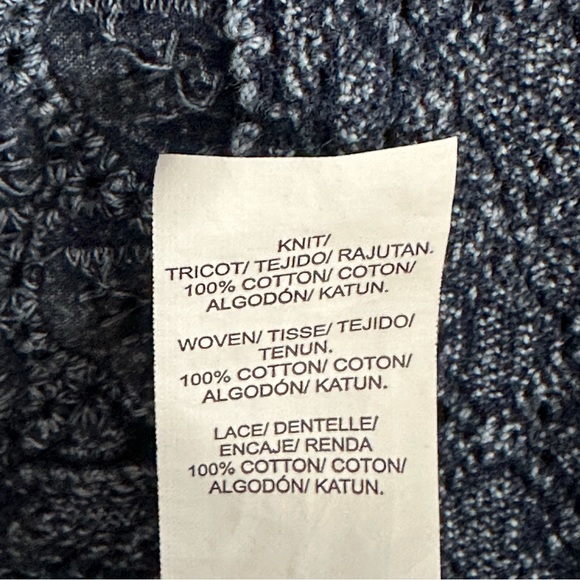 KNIT/
TRICOT/ TEJIDO/ RAJUTAN.
100% COTTON/ COTON/
ALGODÓN/ KATUN.
WOVEN/ TISSE/ TEJIDO/
TENUN.
100% COTTON/ COTON/
ALGODÓN/ KATUN.
LACE/ DENTELLE/
ENCAJE/ RENDA
100% COTTON/ COTON/
ALGODÓN/ KATUN.